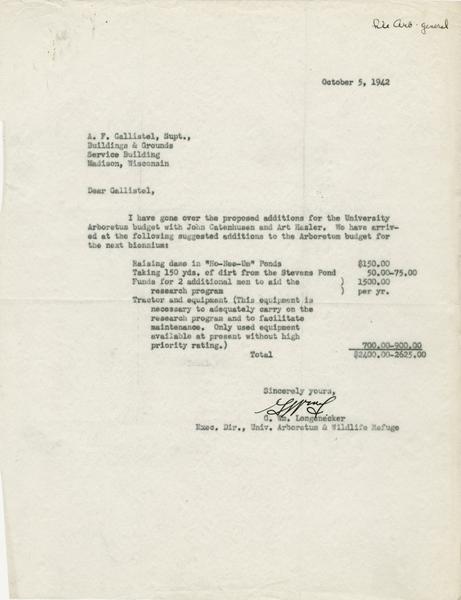 File Arb - general
October 5, 1942
A. F. Gallistel, Supt.,
Buildings & Grounds
Service Building
Madison, Wisconsin
Dear Gallistel,
I have gone over the proposed additions for the University
Arboretum budget with John Catenhusen and Art Hasler. We have arriv-
ed at the following suggested additions to the Arboretum budget for
the next biennium:
Raising dams in "Ho-Nee-Um" Ponds $150.00
Taking 150 yds. of dirt from the Stevens Pond 50.00-75.00
Funds for 2 additional men to aid the ) 1500.00
research program ) per yr.
Tractor and equipment (This equipment is
necessary to adequately carry on the
research program and to facilitate
maintenance. Only used equipment
available at present without high
priority rating.) 700.00-900.00
Total $2400.00-2625.00
Sincerely yours,
G. Wm. Longenecker
Exec. Dir., Univ. Arboretum & Wildlife Refuge